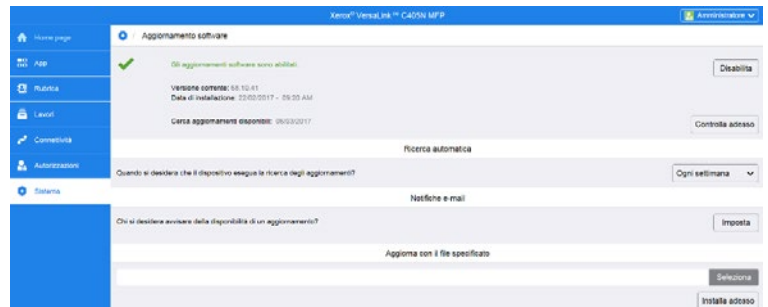 Xerox® VersaLink™ C405N MFP
Amministratore
Home page
Aggiornamento software
App
Gli aggiornamenti software sono abilitati.
Disabilita
Rubrica
Versione corrente: 68.10.41
Data di installazione: 22/02/2017 - 09:00 AM
Lavori
Cerca aggiornamenti disponibili: 06/03/2017
Controlla adesso
Connettività
Ricerca automatica
Autorizzazioni
Quando si desidera che il dispositivo esegua la ricerca degli aggiornamenti?
Ogni settimana
Sistema
Notifiche e-mail
Chi si desidera avvisare della disponibilità di un aggiornamento?
Imposta
Aggiorna con il file specificato
Seleziona
Installa adesso